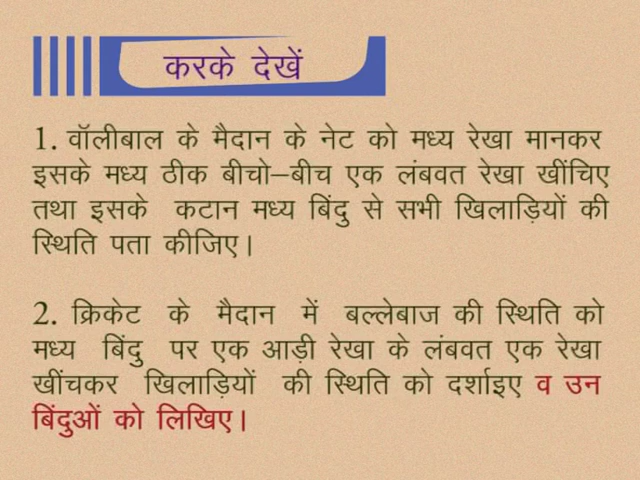 करके देखें
1. वॉलीबाल के मैदान के नेट को मध्य रेखा मानकर
इसके मध्य ठीक बीचो–बीच एक लंबवत रेखा खींचिए
तथा इसके कटान मध्य बिंदु से सभी खिलाड़ियों की
स्थिति पता कीजिए।
2. क्रिकेट के मैदान में बल्लेबाज की स्थिति को
मध्य बिंदु पर एक आड़ी रेखा के लंबवत एक रेखा
खींचकर खिलाड़ियों की स्थिति को दर्शाइए व उन
बिंदुओं को लिखिए।